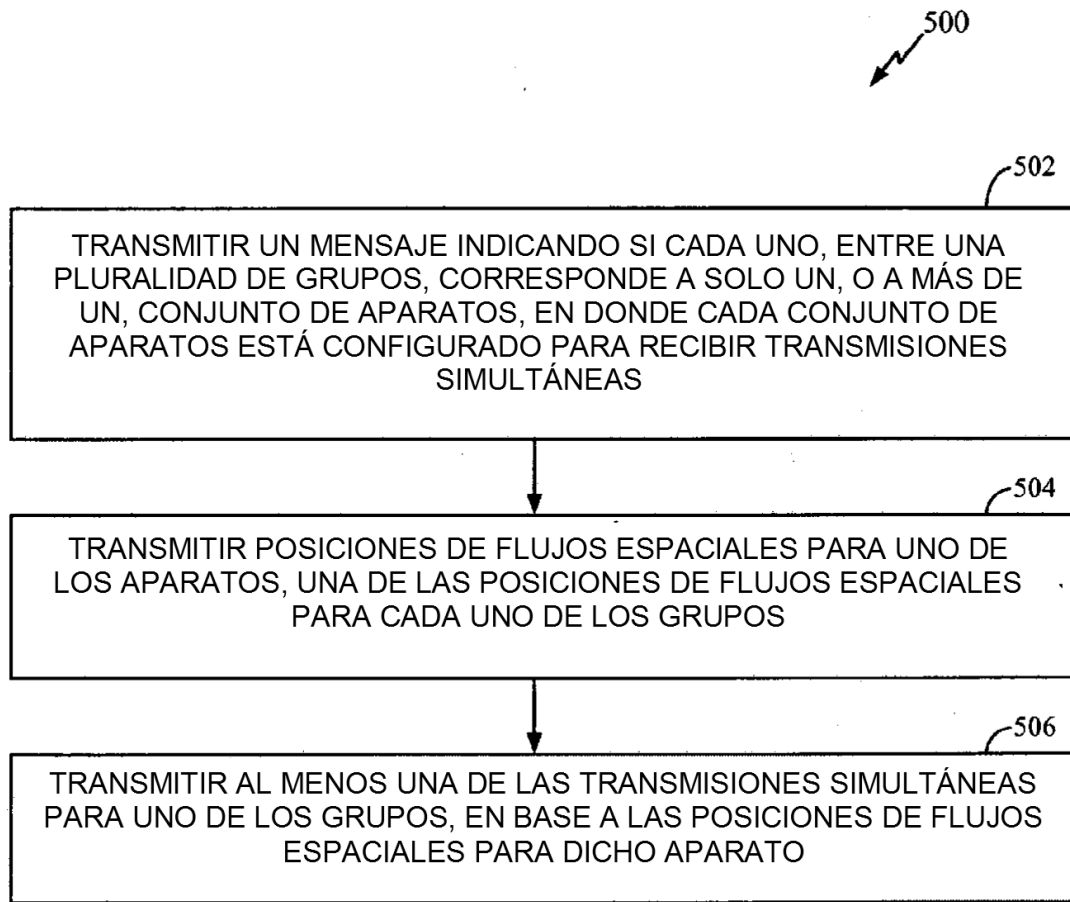 500
502
TRANSMITIR UN MENSAJE INDICANDO SI CADA UNO, ENTRE UNA
PLURALIDAD DE GRUPOS, CORRESPONDE A SOLO UN, O A MÁS DE
UN, CONJUNTO DE APARATOS, EN DONDE CADA CONJUNTO DE
APARATOS ESTÁ CONFIGURADO PARA RECIBIR TRANSMISIONES
SIMULTÁNEAS
504
TRANSMITIR POSICIONES DE FLUJOS ESPACIALES PARA UNO DE
LOS APARATOS, UNA DE LAS POSICIONES DE FLUJOS ESPACIALES
PARA CADA UNO DE LOS GRUPOS
506
TRANSMITIR AL MENOS UNA DE LAS TRANSMISIONES SIMULTÁNEAS
PARA UNO DE LOS GRUPOS, EN BASE A LAS POSICIONES DE FLUJOS
ESPACIALES PARA DICHO APARATO